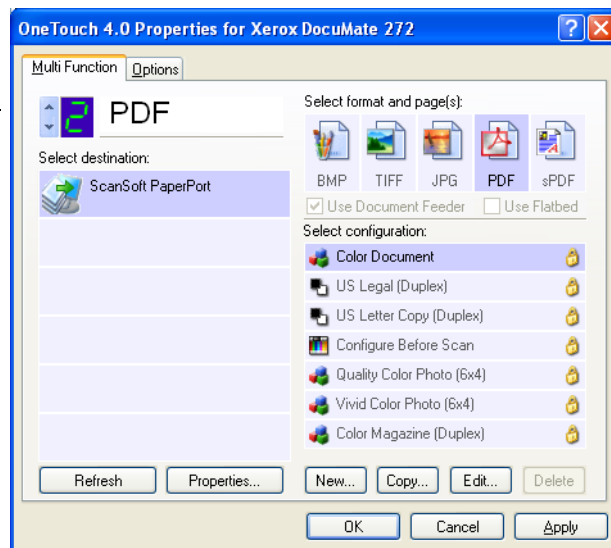 OneTouch 4.0 Properties for Xerox DocuMate 272
Multi Function
Options
2
PDF
Select destination:
ScanSoft PaperPort
Refresh
Properties...
Select format and page(s):
BMP
TIFF
JPG
PDF
sPDF
Use Document Feeder
Use Flatbed
Select configuration:
Color Document
US Legal (Duplex)
US Letter Copy (Duplex)
Configure Before Scan
Quality Color Photo (6x4)
Vivid Color Photo (6x4)
Color Magazine (Duplex)
New...
Copy...
Edit...
Delete
OK
Cancel
Apply